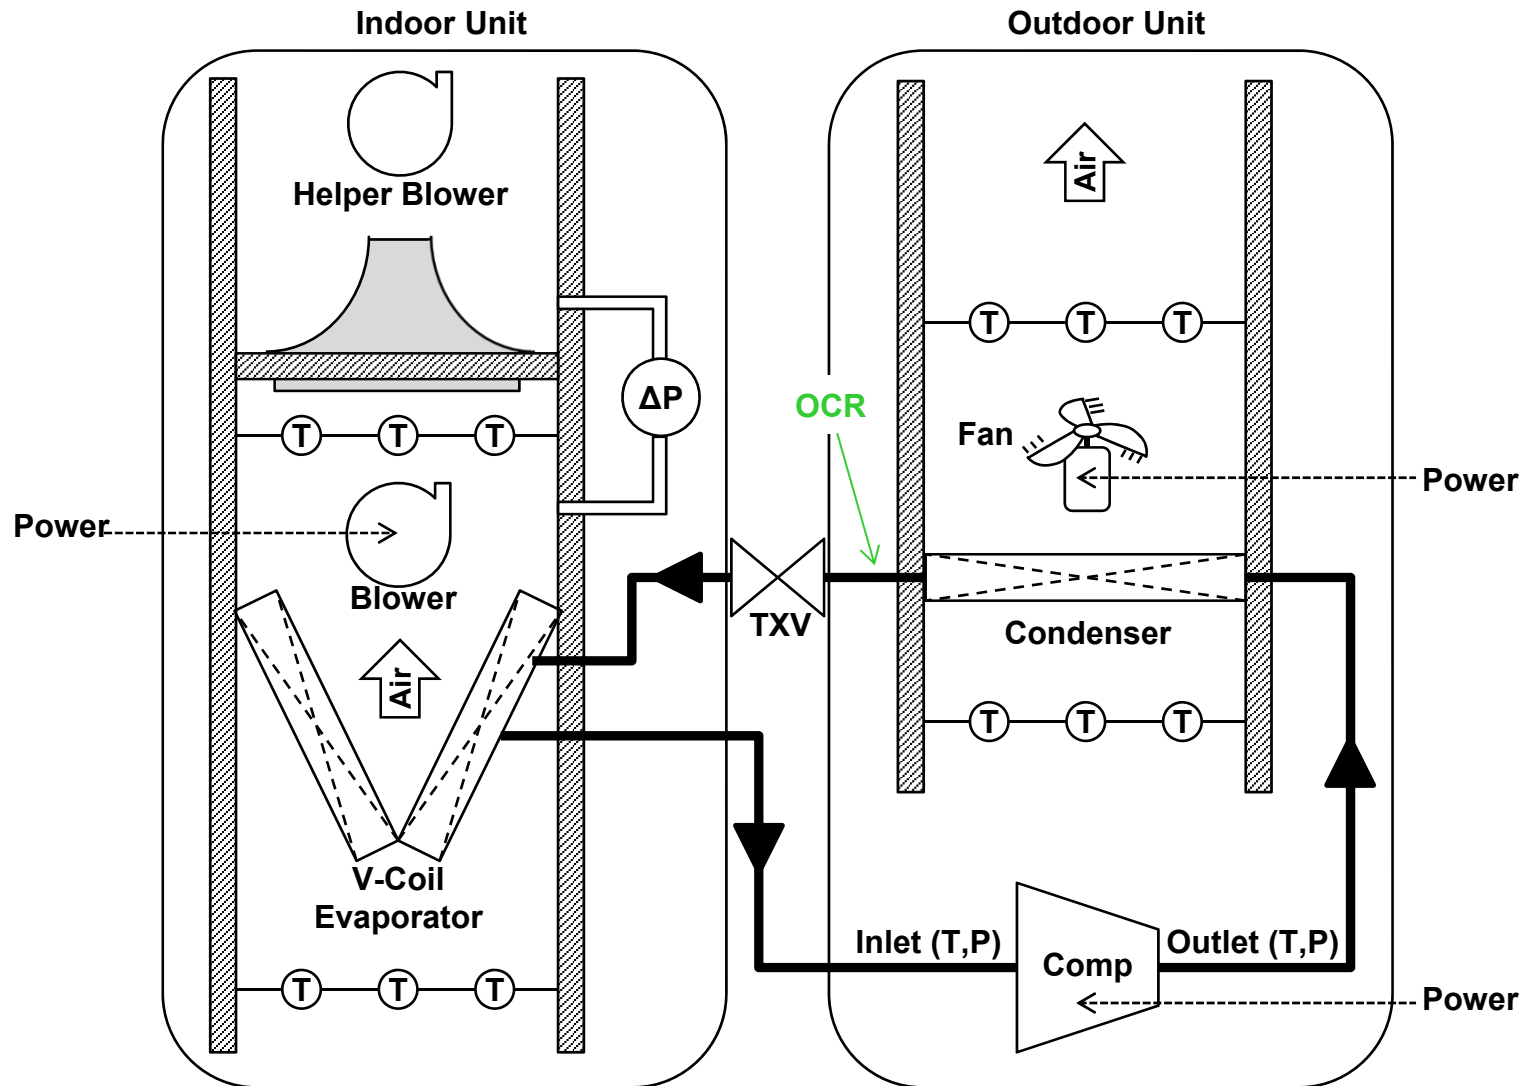 Indoor Unit
Outdoor Unit
Helper Blower
Air
T T T
ΔP
OCR
T T T
Fan
Power
Power
Blower
TXV
Condenser
Air
T T T
V-Coil
Evaporator
Inlet (T,P)
Comp
Outlet (T,P)
T T T
Power